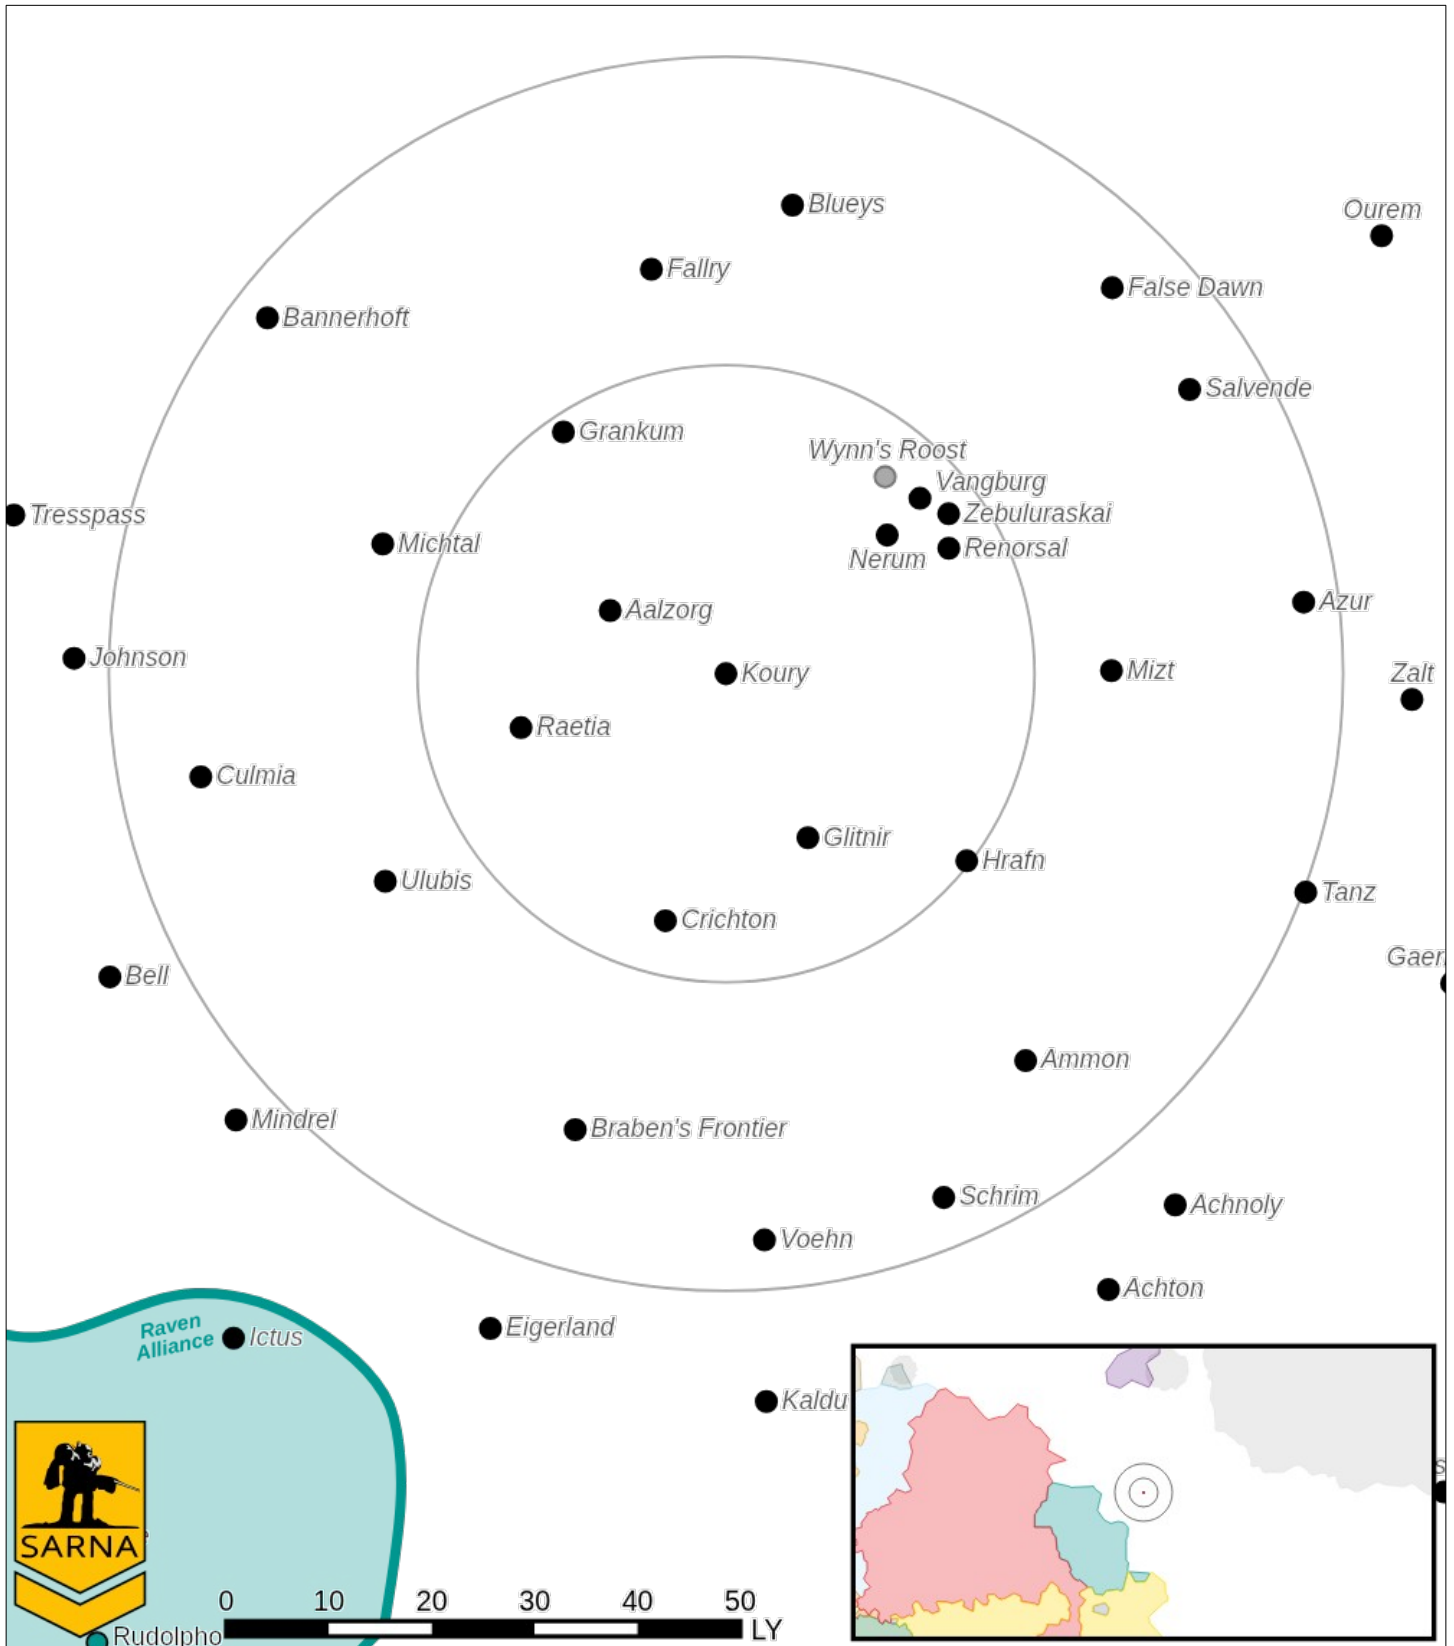 Blueys
Ourem
Fallry
False Dawn
Bannerhoft
Salvende
Grankum
Wynn's Roost
Vangburg
Tresspass
Zebuluraskai
Michtal
Nerum
Renorsal
Aalzorg
Azur
Johnson
Koury
Mizt
Zalt
Raetia
Culmia
Glitnir
Hrafn
Ulubis
Tanz
Crichton
Gaer
Bell
Ammon
Mindrel
Braben's Frontier
Schrim
Achnoly
Voehn
Achton
Raven
Alliance
Ictus
Eigerland
Kaldu
SARNA
0 10 20 30 40 50
LY
Rudolpho